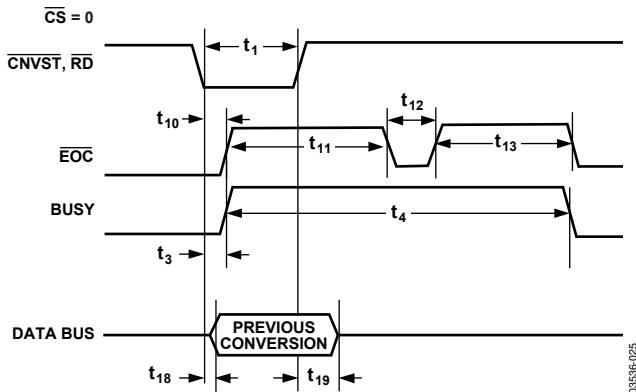 CS = 0
CNVST, RD
t1
t10
t12
EOC
t11
t13
BUSY
t4
t3
DATA BUS
PREVIOUS
CONVERSION
t18
t19
03536-025